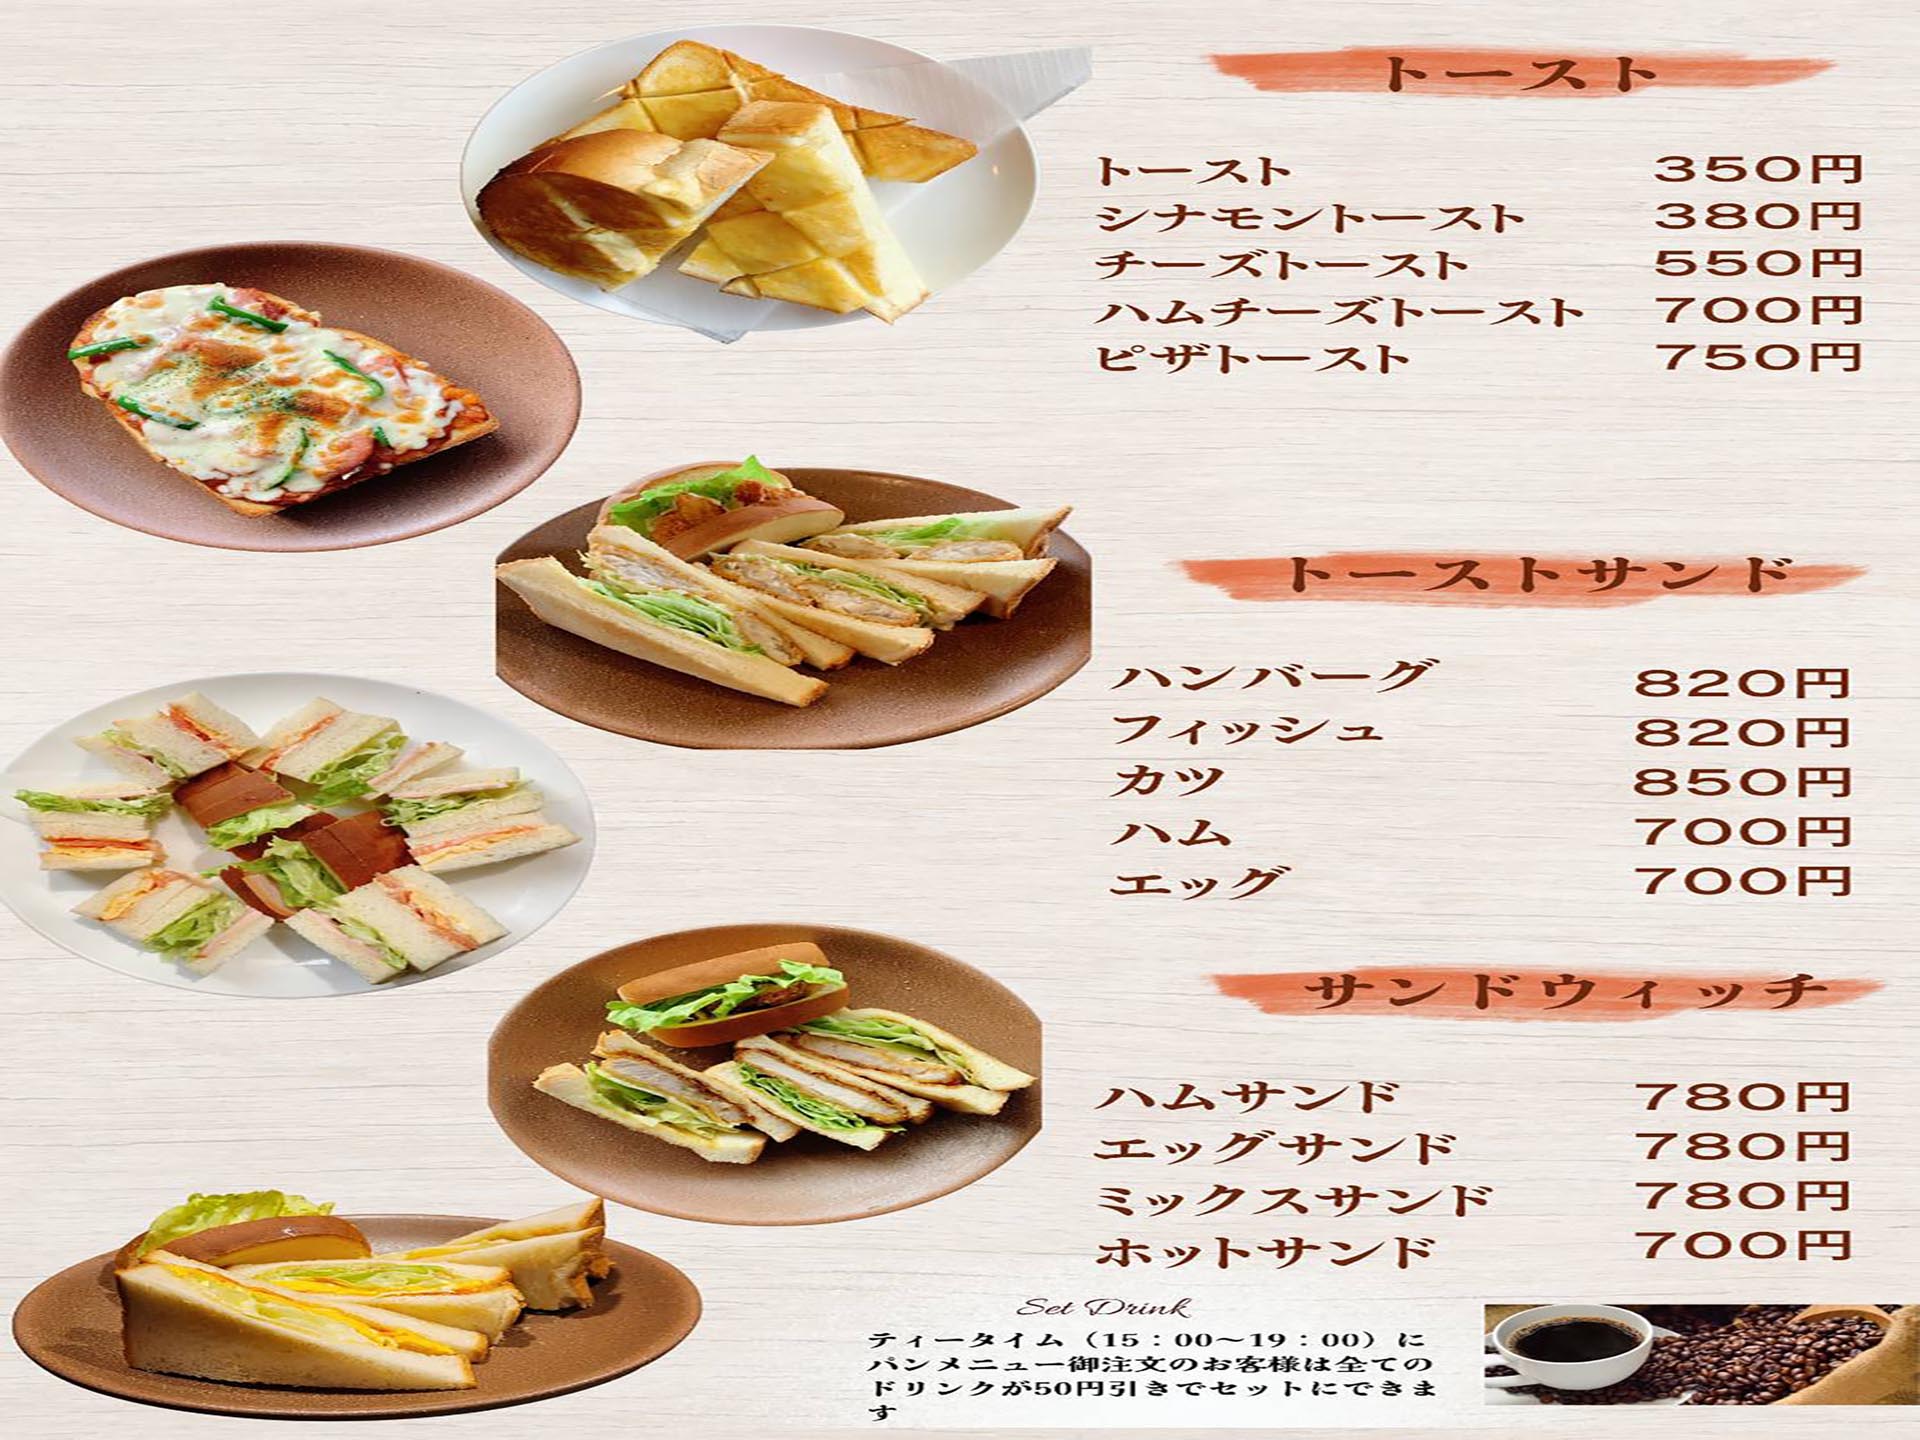 トースト
トースト 350円
シナモントースト 380円
チーズトースト 550円
ハムチーズトースト 700円
ピザトースト 750円
トーストサンド
ハンバーグ 820円
フィッシュ 820円
カツ 850円
ハム 700円
エッグ 700円
サンドウィッチ
ハムサンド 780円
エッグサンド 780円
ミックスサンド 780円
ホットサンド 700円
Set Drink
ティータイム（15：00〜19：00）に
パンメニュー御注文のお客様は全ての
ドリンクが50円引きでセットにできま
す